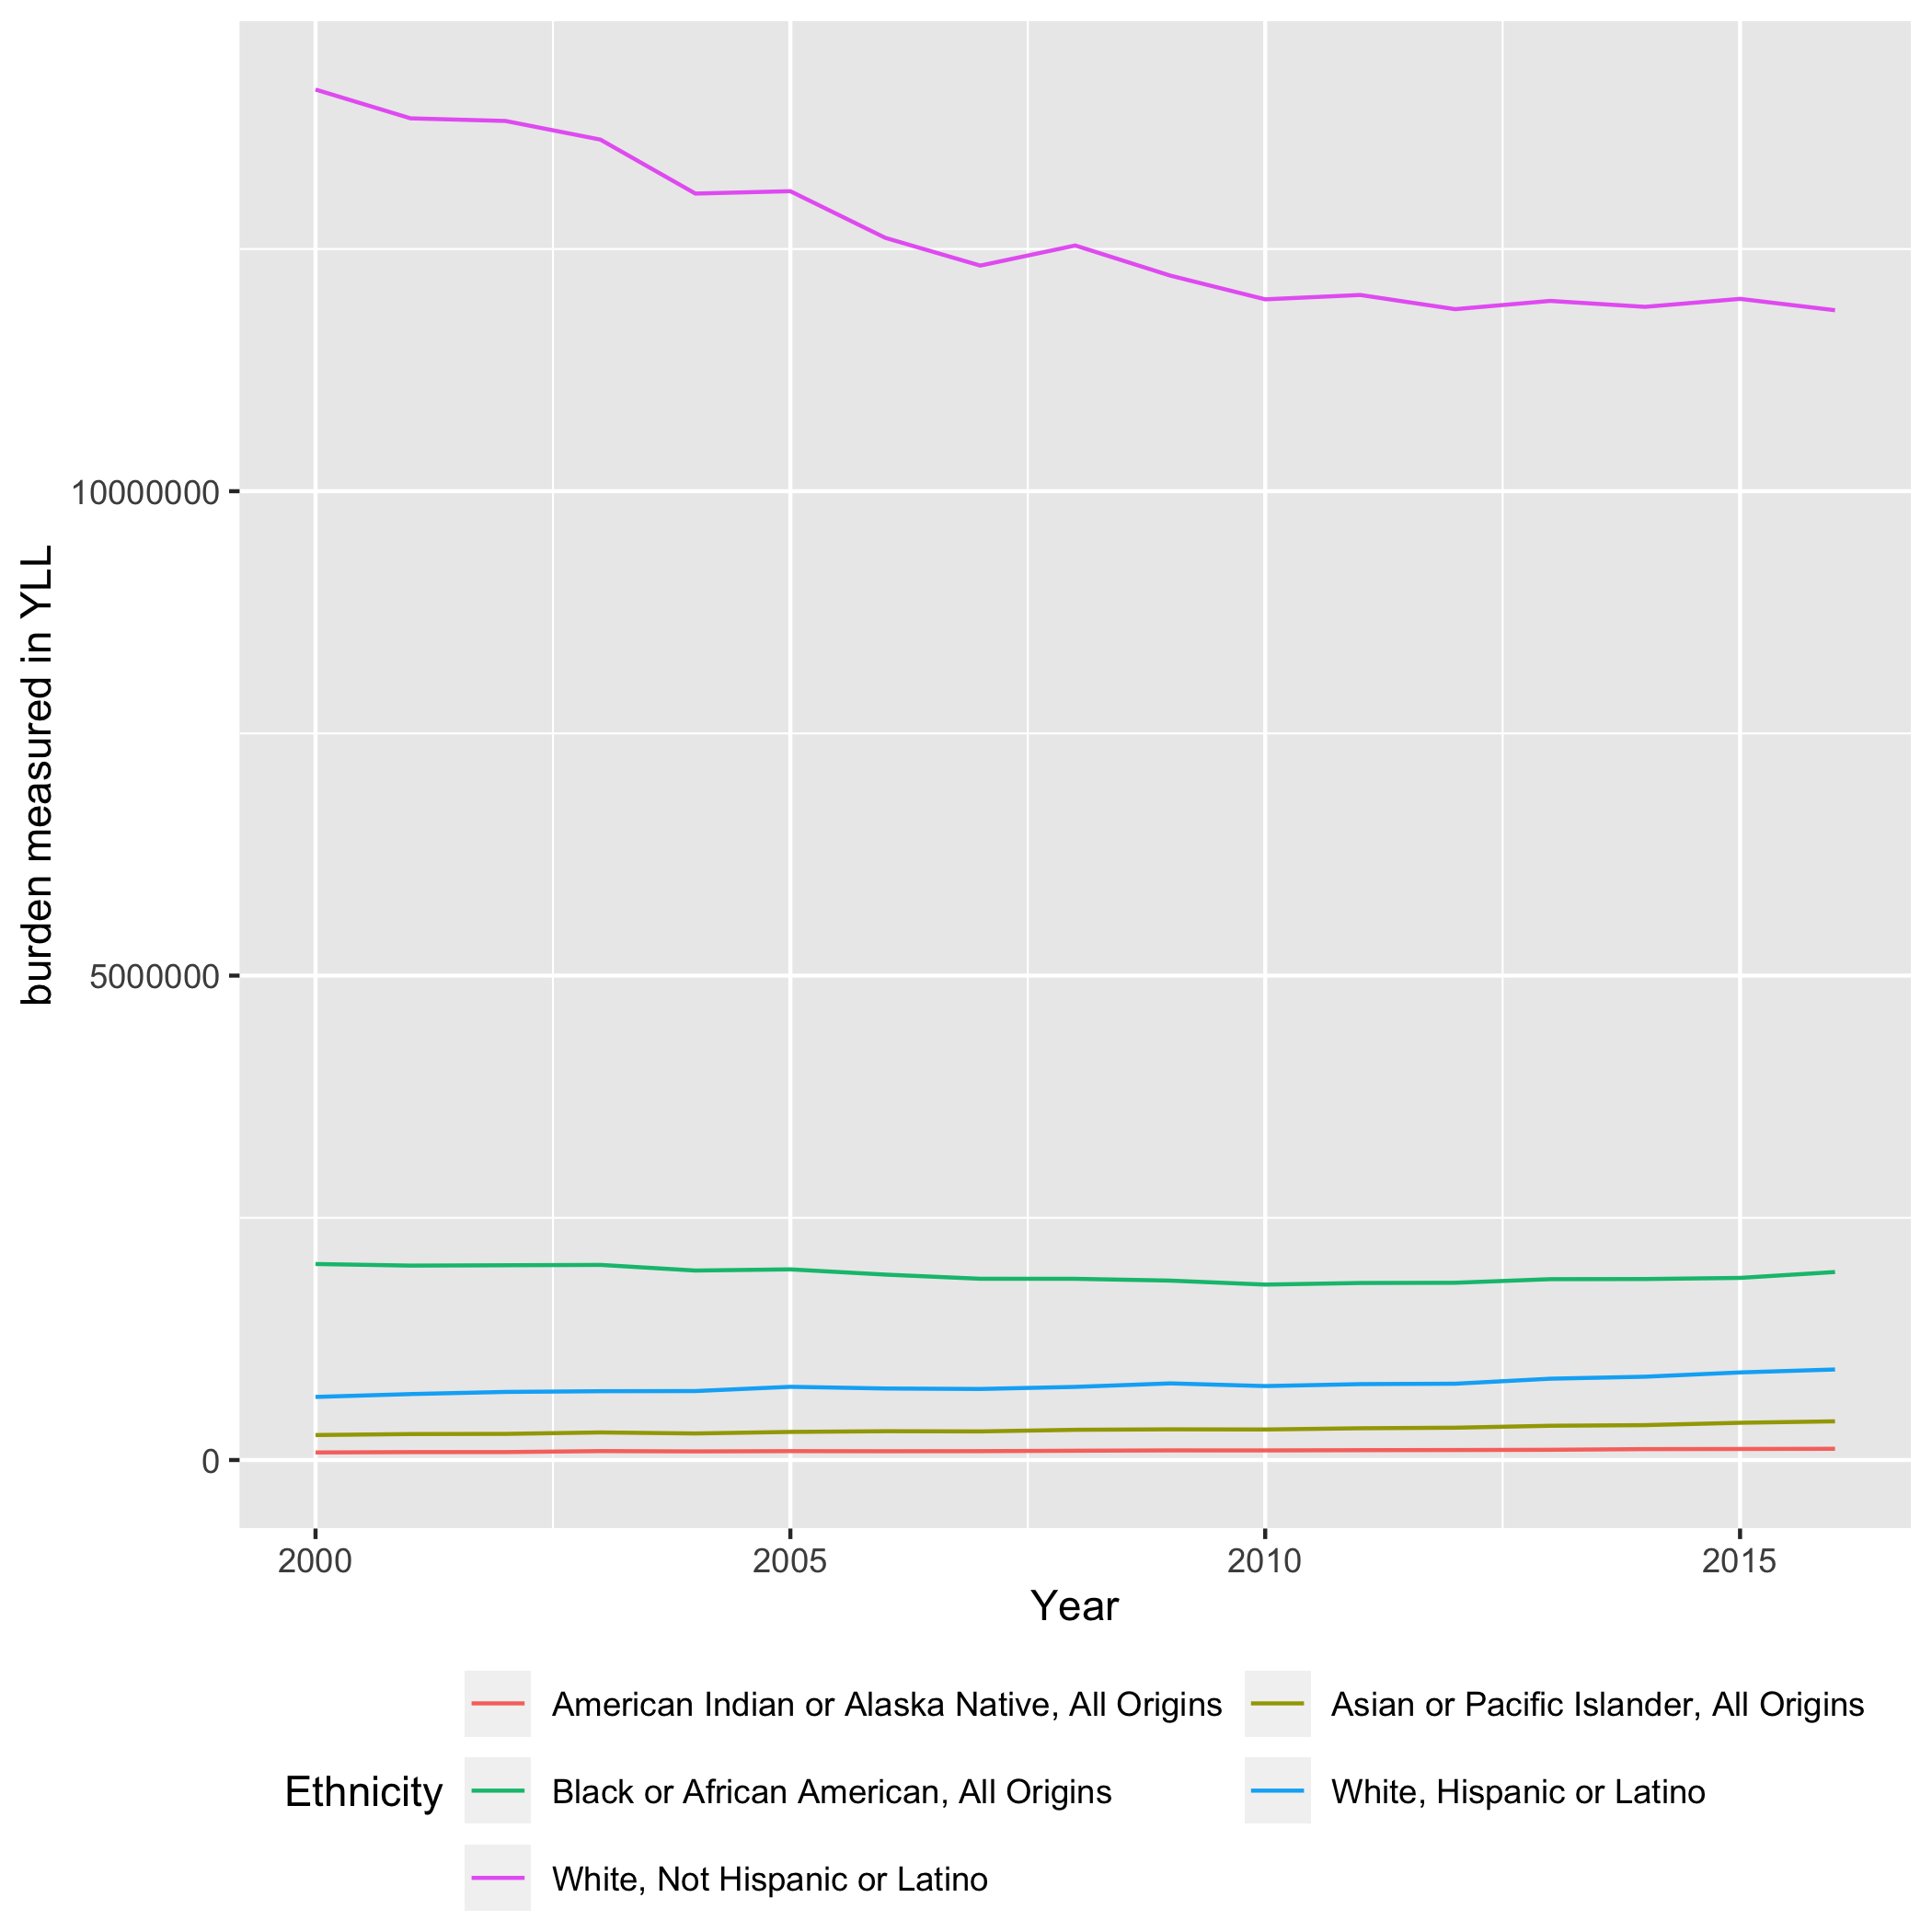 burden measured in YLL
10000000
5000000
0
2000 2005 2010 2015
Year
Ethnicity
American Indian or Alaska Native, All Origins
Asian or Pacific Islander, All Origins
Black or African American, All Origins
White, Hispanic or Latino
White, Not Hispanic or Latino